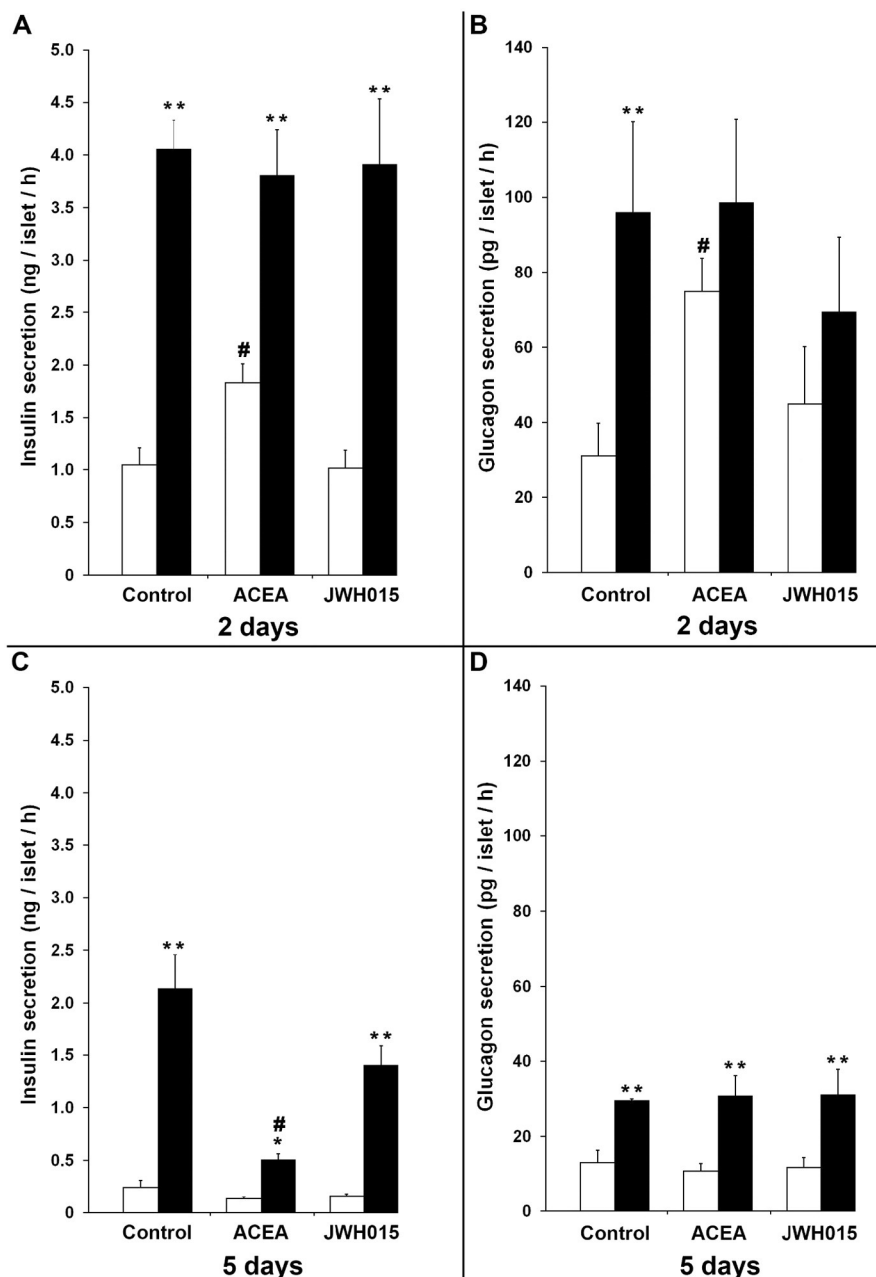 A
Insulin secretion (ng / islet / h)
5.0
4.5
4.0
3.5
3.0
2.5
2.0
1.5
1.0
0.5
0
**
#
**
**
Control ACEA JWH015
2 days
B
Glucagon secretion (pg / islet / h)
140
120
100
80
60
40
20
0
**
#
Control ACEA JWH015
2 days
C
Insulin secretion (ng / islet / h)
5.0
4.5
4.0
3.5
3.0
2.5
2.0
1.5
1.0
0.5
0
**
#
*
**
Control ACEA JWH015
5 days
D
Glucagon secretion (pg / islet / h)
140
120
100
80
60
40
20
0
** ** **
Control ACEA JWH015
5 days